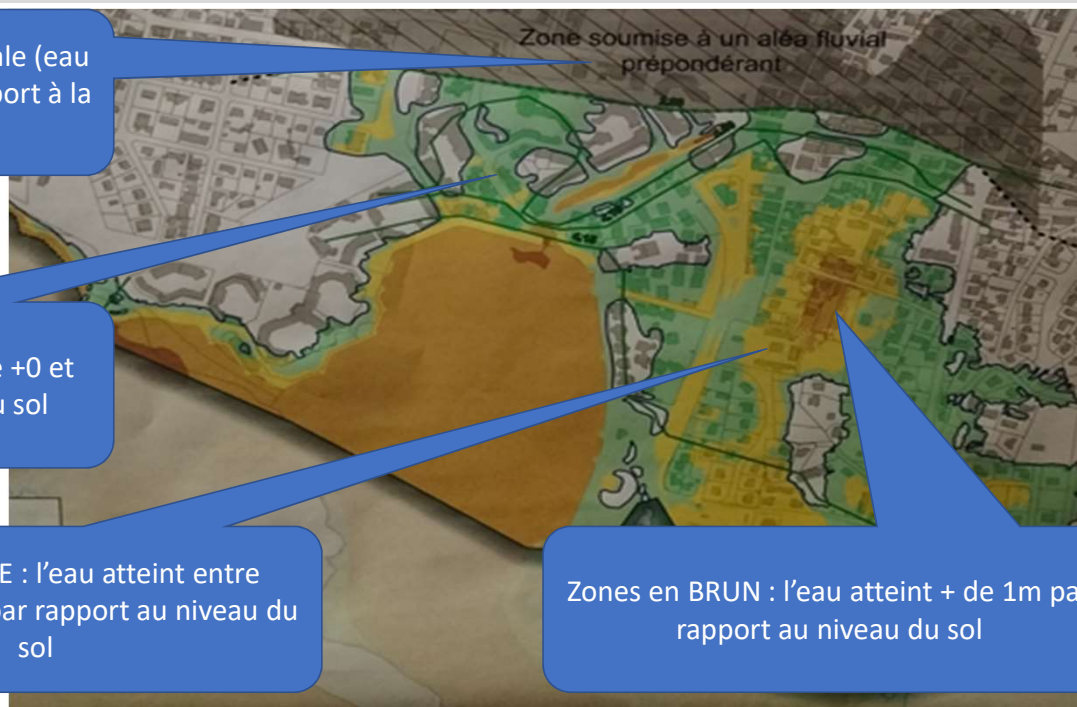 ale (eau
port à la
Zone soumise à un aléa fluvial
prépondérant
e +0 et
u sol
E : l’eau atteint entre
par rapport au niveau du
sol
Zones en BRUN : l’eau atteint + de 1m pa
rapport au niveau du sol